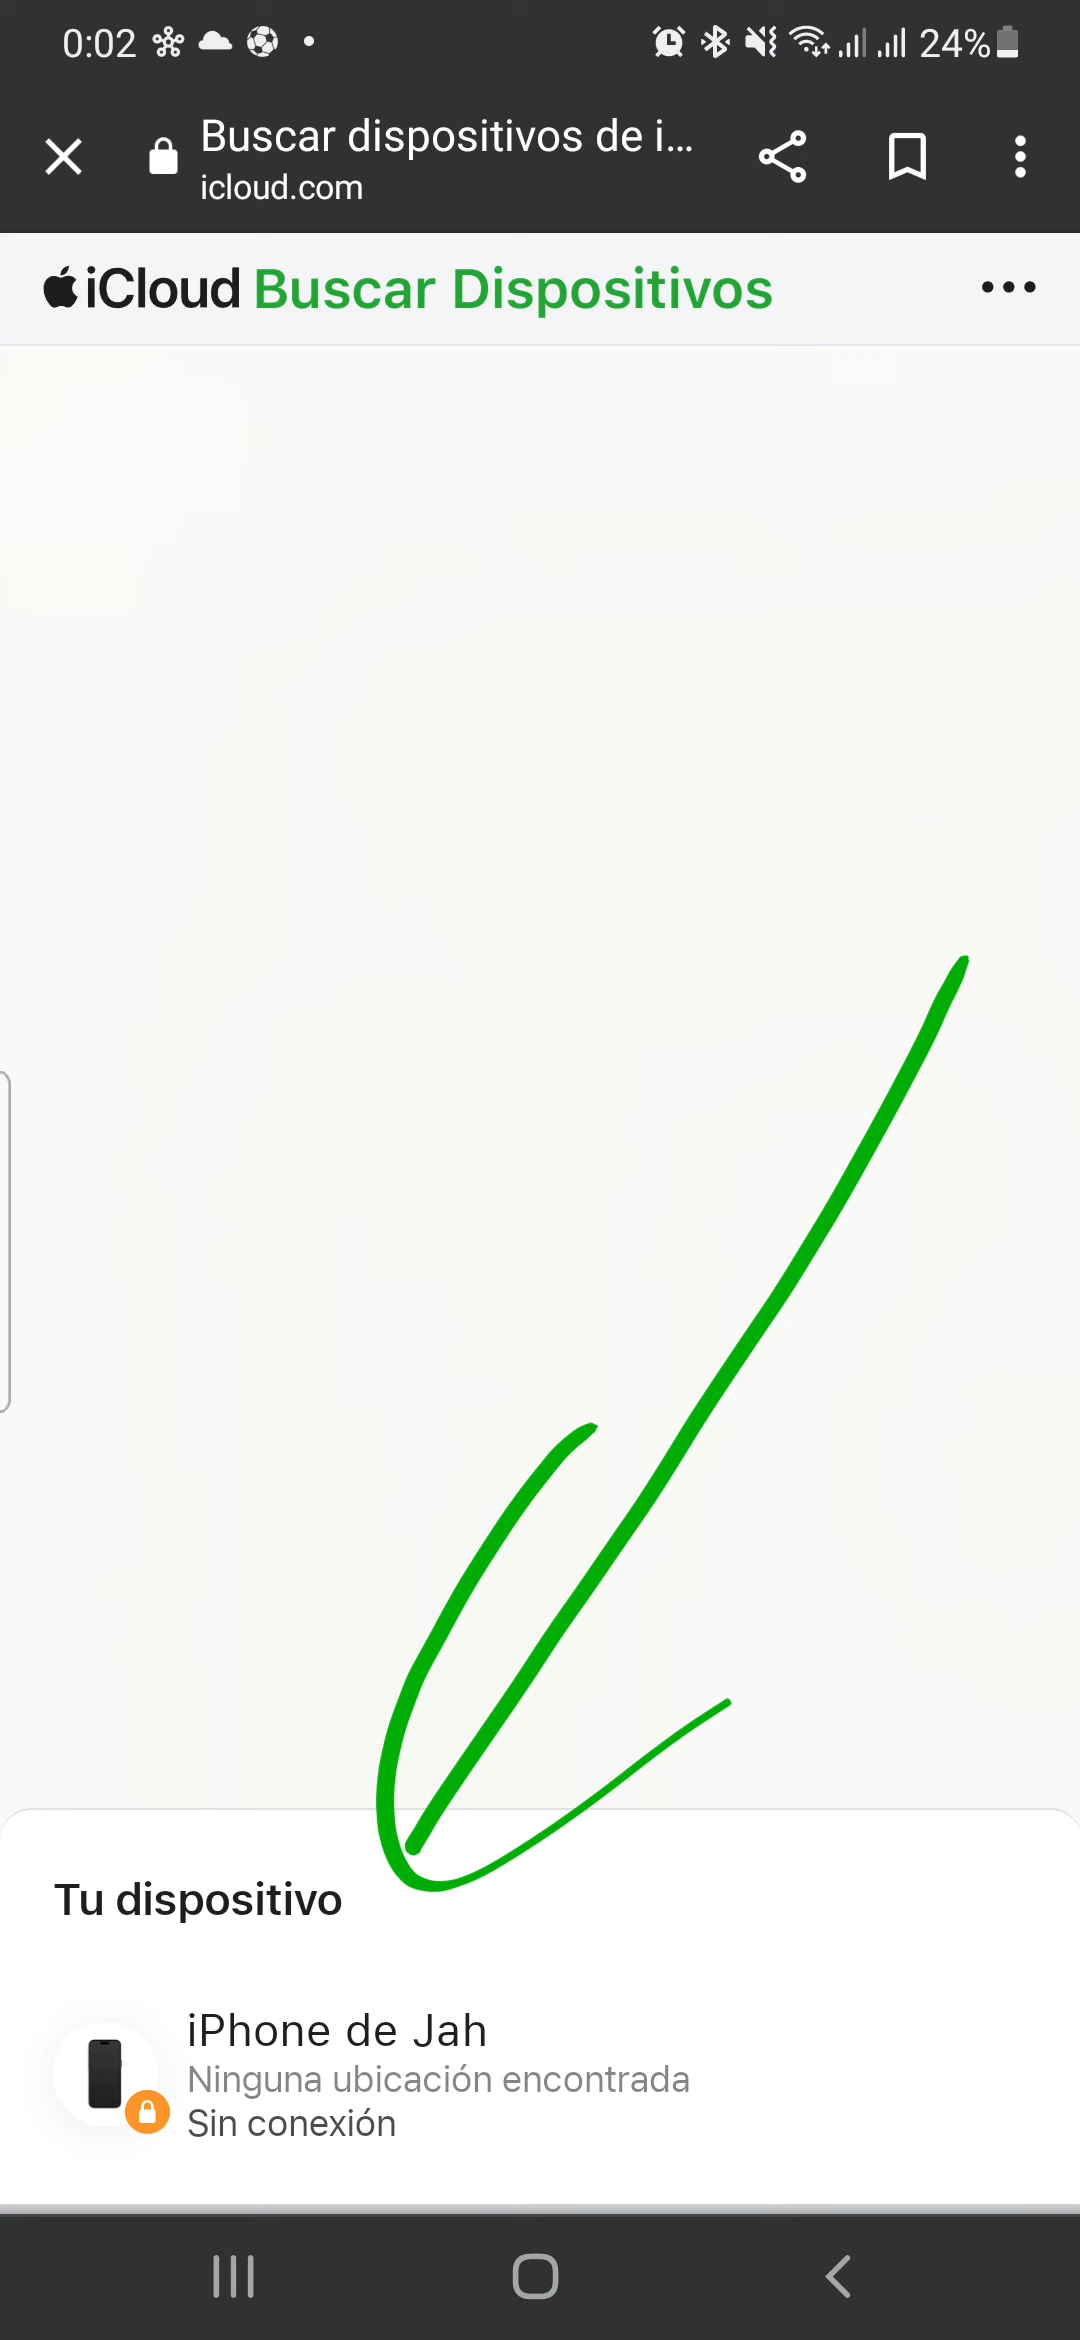 0:02
24%
Buscar dispositivos de i...
icloud.com
iCloud Buscar Dispositivos
Tu dispositivo
iPhone de Jah
Ninguna ubicación encontrada
Sin conexión